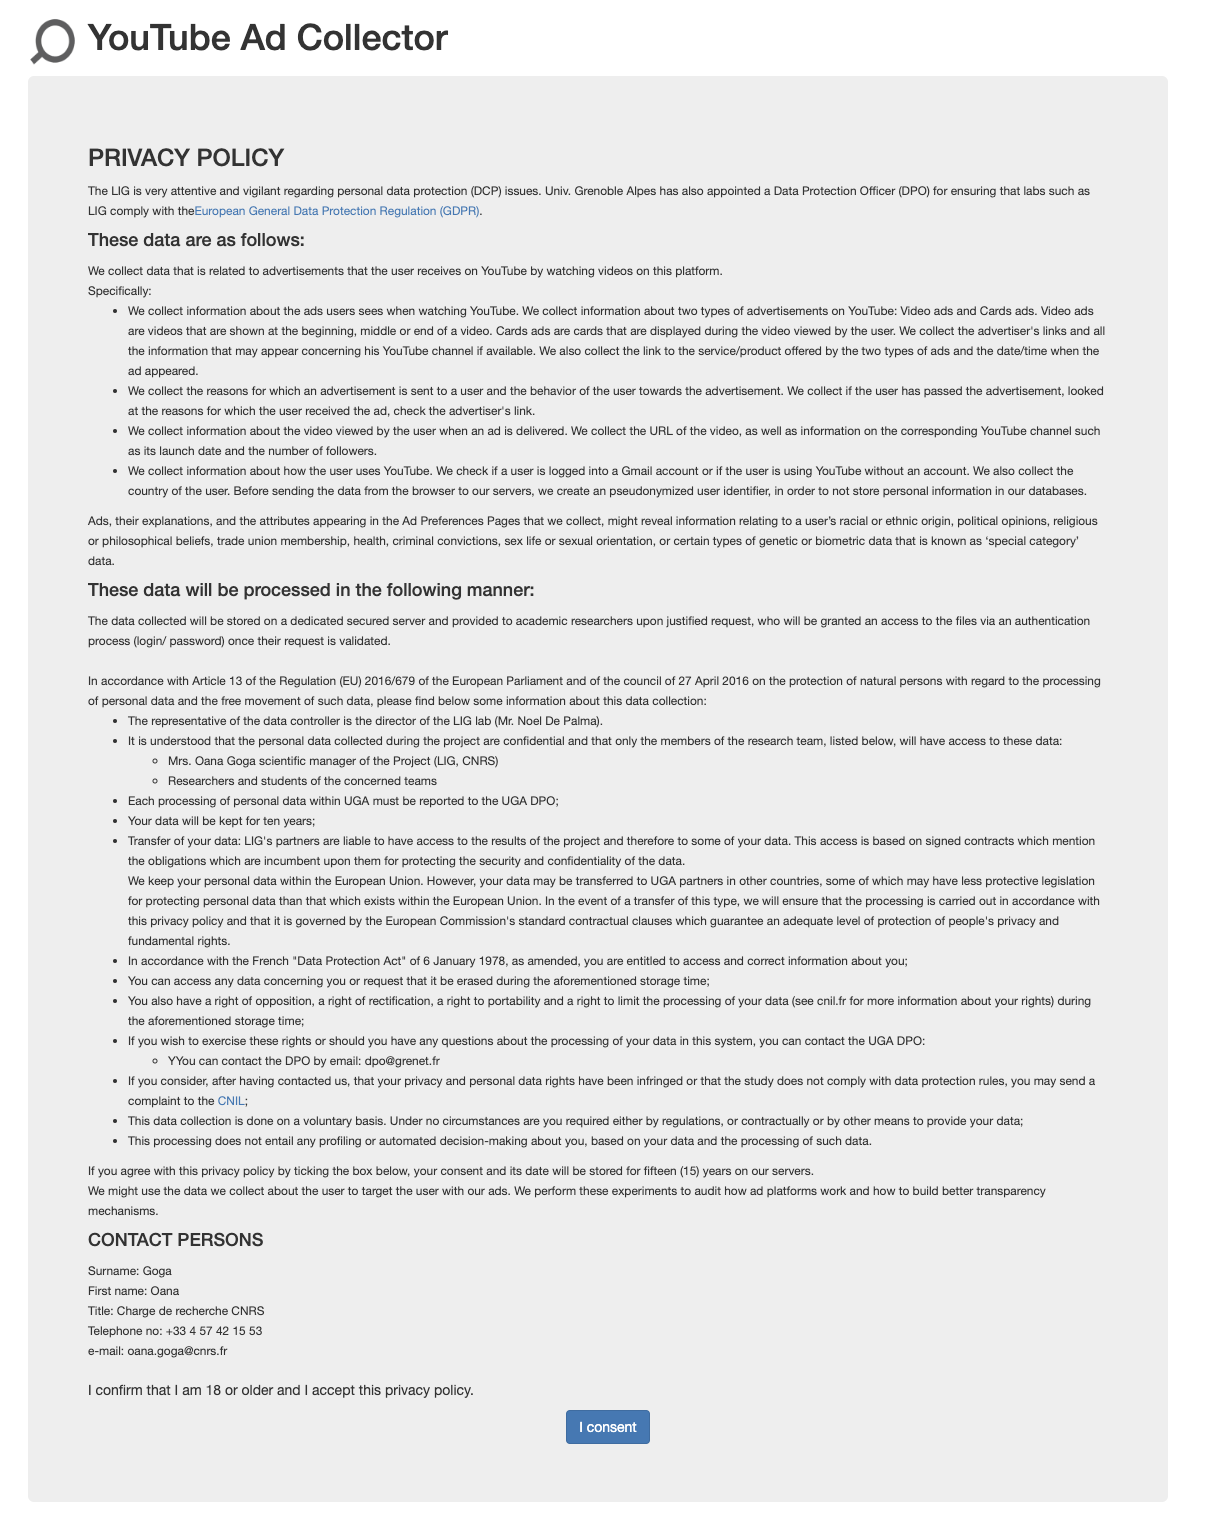 YouTube Ad Collector
PRIVACY POLICY
The LIG is very attentive and vigilant regarding personal data protection (DCP) issues. Univ. Grenoble Alpes has also appointed a Data Protection Officer (DPO) for ensuring that labs such as
LIG comply with theEuropean General Data Protection Regulation (GDPR).
These data are as follows:
We collect data that is related to advertisements that the user receives on YouTube by watching videos on this platform.
Specifically:
• We collect information about the ads users sees when watching YouTube. We collect information about two types of advertisements on YouTube: Video ads and Cards ads. Video ads
are videos that are shown at the beginning, middle or end of a video. Cards ads are cards that are displayed during the video viewed by the user. We collect the advertiser's links and all
the information that may appear concerning his YouTube channel if available. We also collect the link to the service/product offered by the two types of ads and the date/time when the
ad appeared.
• We collect the reasons for which an advertisement is sent to a user and the behavior of the user towards the advertisement. We collect if the user has passed the advertisement, looked
at the reasons for which the user received the ad, check the advertiser's link.
• We collect information about the video viewed by the user when an ad is delivered. We collect the URL of the video, as well as information on the corresponding YouTube channel such
as its launch date and the number of followers.
• We collect information about how the user uses YouTube. We check if a user is logged into a Gmail account or if the user is using YouTube without an account. We also collect the
country of the user. Before sending the data from the browser to our servers, we create an pseudonymized user identifier, in order to not store personal information in our databases.
Ads, their explanations, and the attributes appearing in the Ad Preferences Pages that we collect, might reveal information relating to a user’s racial or ethnic origin, political opinions, religious
or philosophical beliefs, trade union membership, health, criminal convictions, sex life or sexual orientation, or certain types of genetic or biometric data that is known as ‘special category’
data.
These data will be processed in the following manner:
The data collected will be stored on a dedicated secured server and provided to academic researchers upon justified request, who will be granted an access to the files via an authentication
process (login/ password) once their request is validated.
In accordance with Article 13 of the Regulation (EU) 2016/679 of the European Parliament and of the council of 27 April 2016 on the protection of natural persons with regard to the processing
of personal data and the free movement of such data, please find below some information about this data collection:
• The representative of the data controller is the director of the LIG lab (Mr. Noel De Palma).
• It is understood that the personal data collected during the project are confidential and that only the members of the research team, listed below, will have access to these data:
◦ Mrs. Oana Goga scientific manager of the Project (LIG, CNRS)
◦ Researchers and students of the concerned teams
• Each processing of personal data within UGA must be reported to the UGA DPO;
• Your data will be kept for ten years;
• Transfer of your data: LIG's partners are liable to have access to the results of the project and therefore to some of your data. This access is based on signed contracts which mention
the obligations which are incumbent upon them for protecting the security and confidentiality of the data.
We keep your personal data within the European Union. However, your data may be transferred to UGA partners in other countries, some of which may have less protective legislation
for protecting personal data than that which exists within the European Union. In the event of a transfer of this type, we will ensure that the processing is carried out in accordance with
this privacy policy and that it is governed by the European Commission's standard contractual clauses which guarantee an adequate level of protection of people's privacy and
fundamental rights.
• In accordance with the French "Data Protection Act" of 6 January 1978, as amended, you are entitled to access and correct information about you;
• You can access any data concerning you or request that it be erased during the aforementioned storage time;
• You also have a right of opposition, a right of rectification, a right to portability and a right to limit the processing of your data (see cnil.fr for more information about your rights) during
the aforementioned storage time;
• If you wish to exercise these rights or should you have any questions about the processing of your data in this system, you can contact the UGA DPO:
◦ YYou can contact the DPO by email: dpo@grenet.fr
• If you consider, after having contacted us, that your privacy and personal data rights have been infringed or that the study does not comply with data protection rules, you may send a
complaint to the CNIL;
• This data collection is done on a voluntary basis. Under no circumstances are you required either by regulations, or contractually or by other means to provide your data;
• This processing does not entail any profiling or automated decision-making about you, based on your data and the processing of such data.
If you agree with this privacy policy by ticking the box below, your consent and its date will be stored for fifteen (15) years on our servers.
We might use the data we collect about the user to target the user with our ads. We perform these experiments to audit how ad platforms work and how to build better transparency
mechanisms.
CONTACT PERSONS
Surname: Goga
First name: Oana
Title: Charge de recherche CNRS
Telephone no: +33 4 57 42 15 53
e-mail: oana.goga@cnrs.fr
I confirm that I am 18 or older and I accept this privacy policy.
I consent